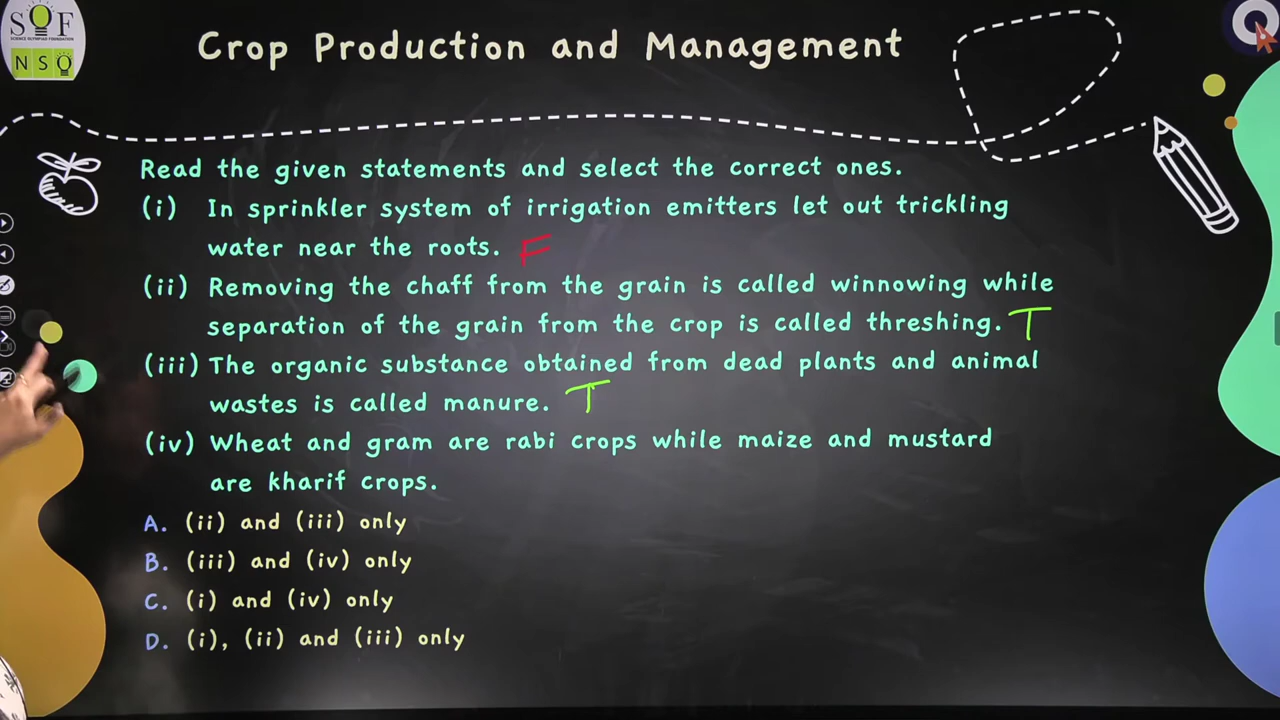 SOF
SCIENCE OLYMPIAD FOUNDATION
NSO
Crop Production and Management
Read the given statements and select the correct ones.
(i) In sprinkler system of irrigation emitters let out trickling
water near the roots. F
(ii) Removing the chaff from the grain is called winnowing while
separation of the grain from the crop is called threshing. T
(iii) The organic substance obtained from dead plants and animal
wastes is called manure. T
(iv) Wheat and gram are rabi crops while maize and mustard
are kharif crops.
A. (ii) and (iii) only
B. (iii) and (iv) only
C. (i) and (iv) only
D. (i), (ii) and (iii) only